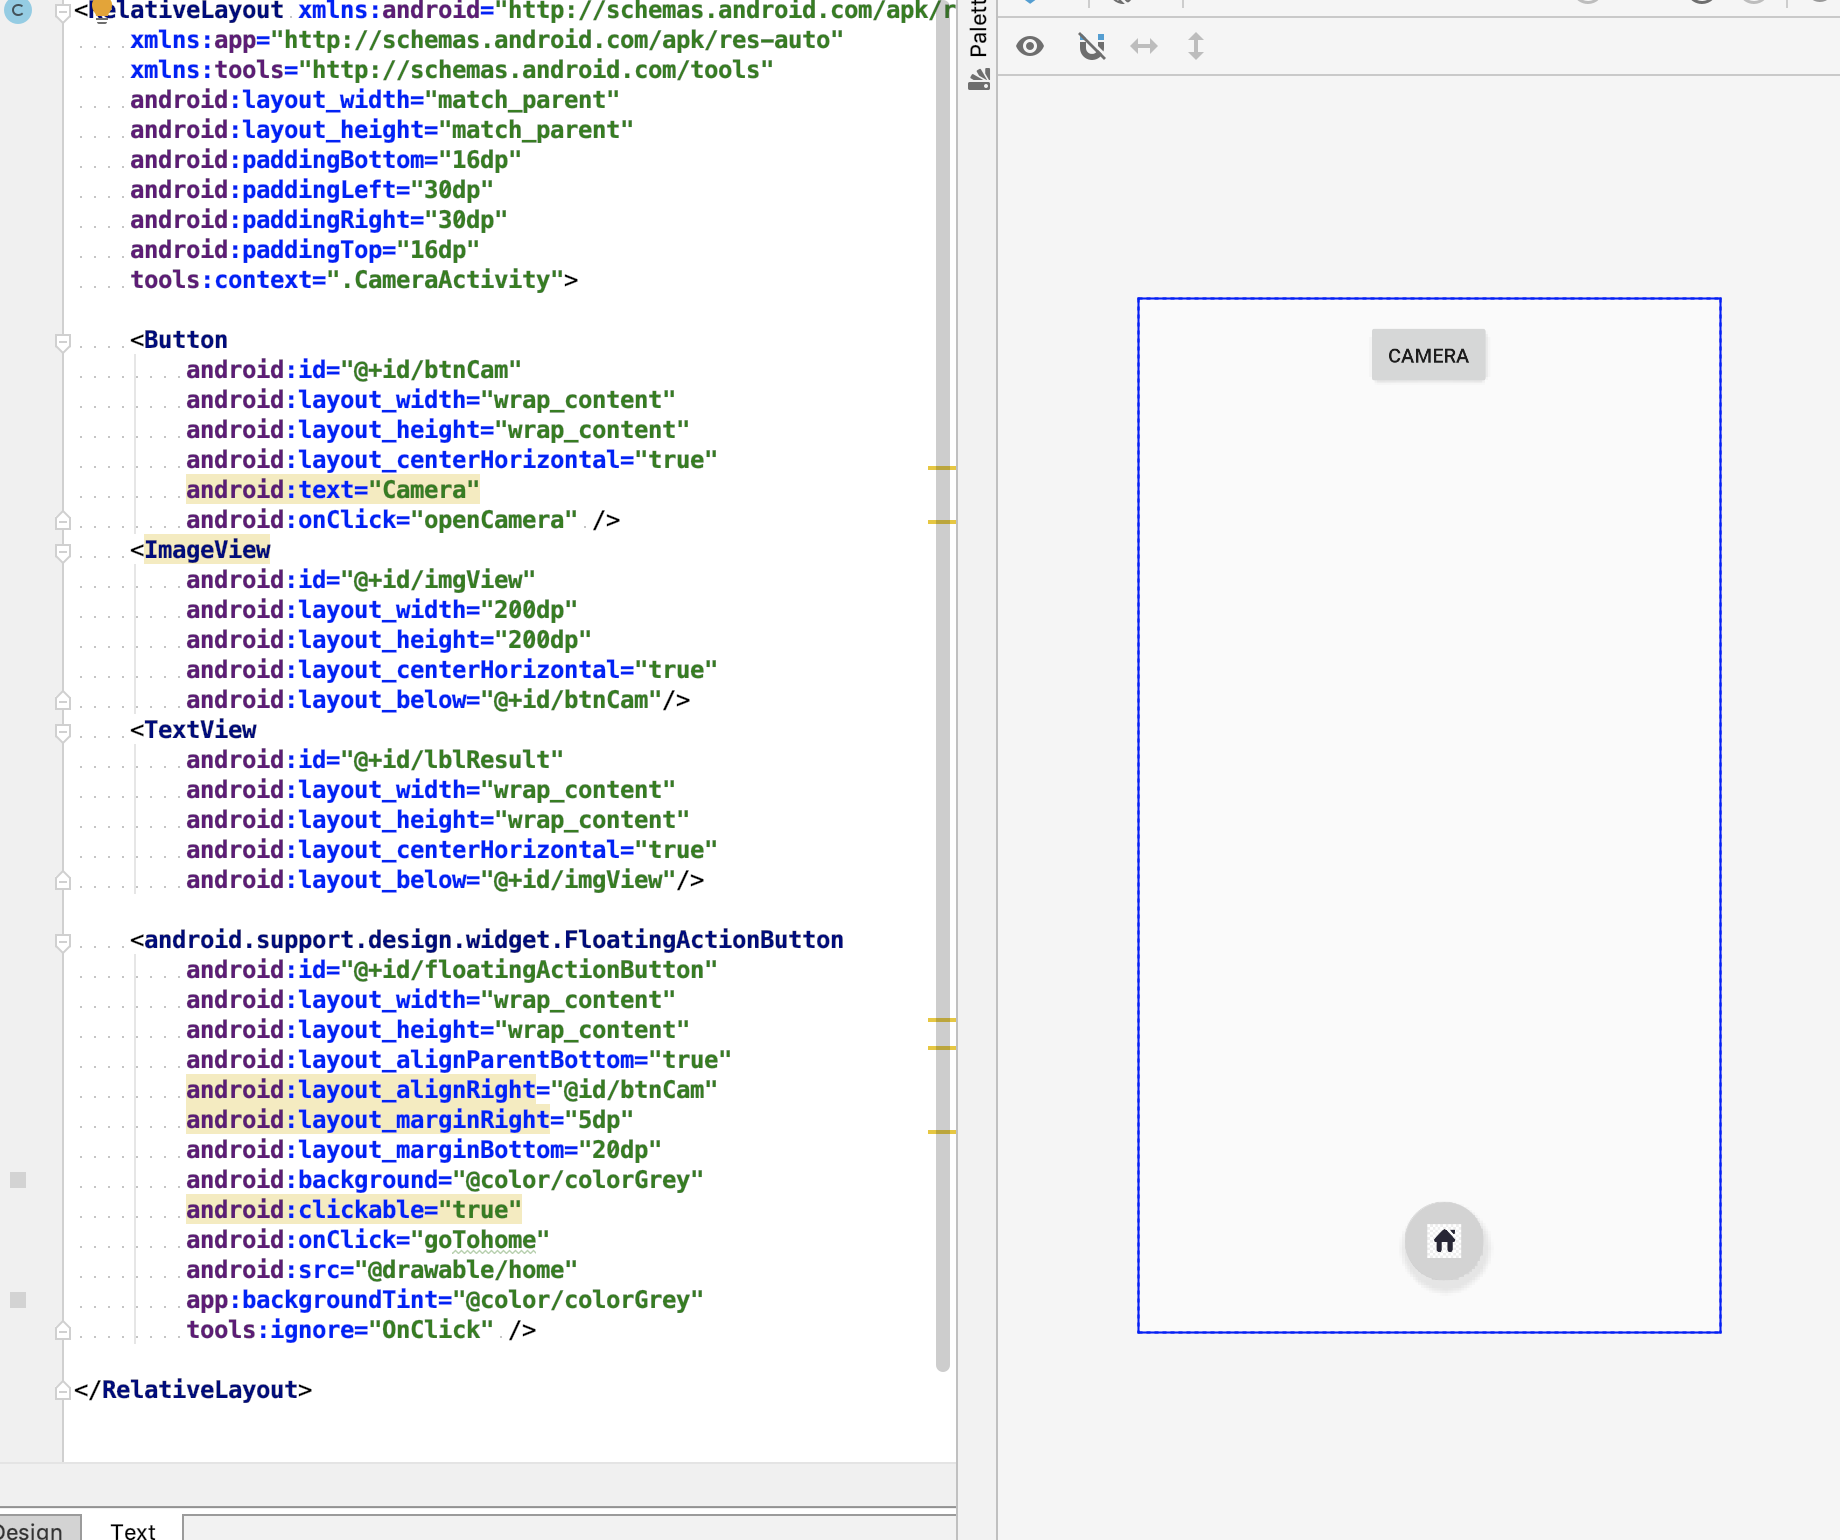 C
<RelativeLayout xmlns:android="http://schemas.android.com/apk/r
xmlns:app="http://schemas.android.com/apk/res-auto"
xmlns:tools="http://schemas.android.com/tools"
android:layout_width="match_parent"
android:layout_height="match_parent"
android:paddingBottom="16dp"
android:paddingLeft="30dp"
android:paddingRight="30dp"
android:paddingTop="16dp"
tools:context=".CameraActivity">
<Button
android:id="@+id/btnCam"
android:layout_width="wrap_content"
android:layout_height="wrap_content"
android:layout_centerHorizontal="true"
android:text="Camera"
android:onClick="openCamera" />
<ImageView
android:id="@+id/imgView"
android:layout_width="200dp"
android:layout_height="200dp"
android:layout_centerHorizontal="true"
android:layout_below="@+id/btnCam"/>
<TextView
android:id="@+id/lblResult"
android:layout_width="wrap_content"
android:layout_height="wrap_content"
android:layout_centerHorizontal="true"
android:layout_below="@+id/imgView"/>
<android.support.design.widget.FloatingActionButton
android:id="@+id/floatingActionButton"
android:layout_width="wrap_content"
android:layout_height="wrap_content"
android:layout_alignParentBottom="true"
android:layout_alignRight="@id/btnCam"
android:layout_marginRight="5dp"
android:layout_marginBottom="20dp"
android:background="@color/colorGrey"
android:clickable="true"
android:onClick="goTohome"
android:src="@drawable/home"
app:backgroundTint="@color/colorGrey"
tools:ignore="OnClick" />
</RelativeLayout>
Design
Text
Palett
CAMERA